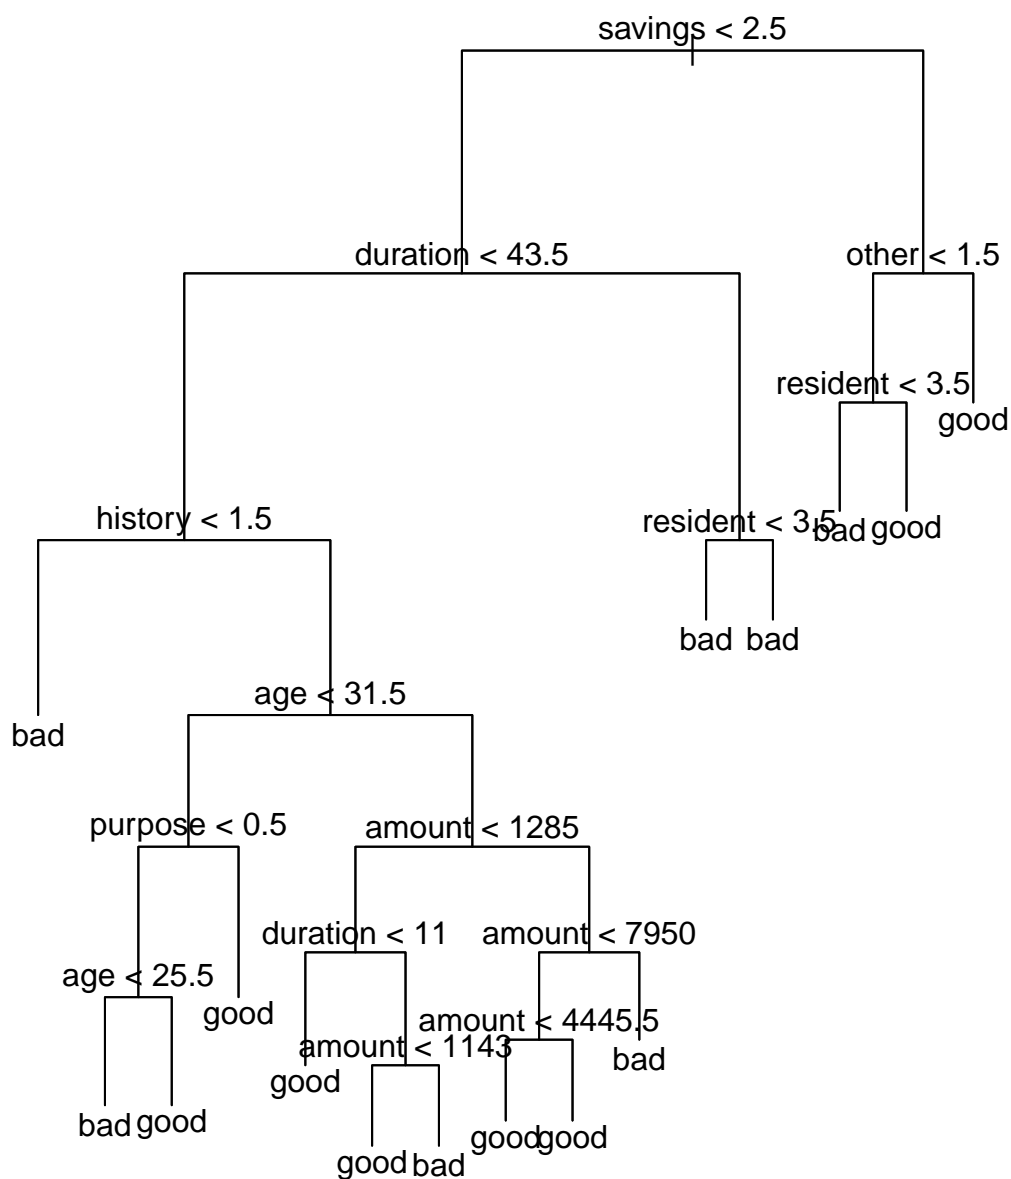 savings < 2.5
duration < 43.5
other < 1.5
resident < 3.5
good
history < 1.5
resident < 3.5
bad
good
bad
bad
age < 31.5
bad
purpose < 0.5
amount < 1285
duration < 11
amount < 7950
age < 25.5
good
amount < 4445.5
amount < 1143
bad
good
bad
good
good
good
good
bad